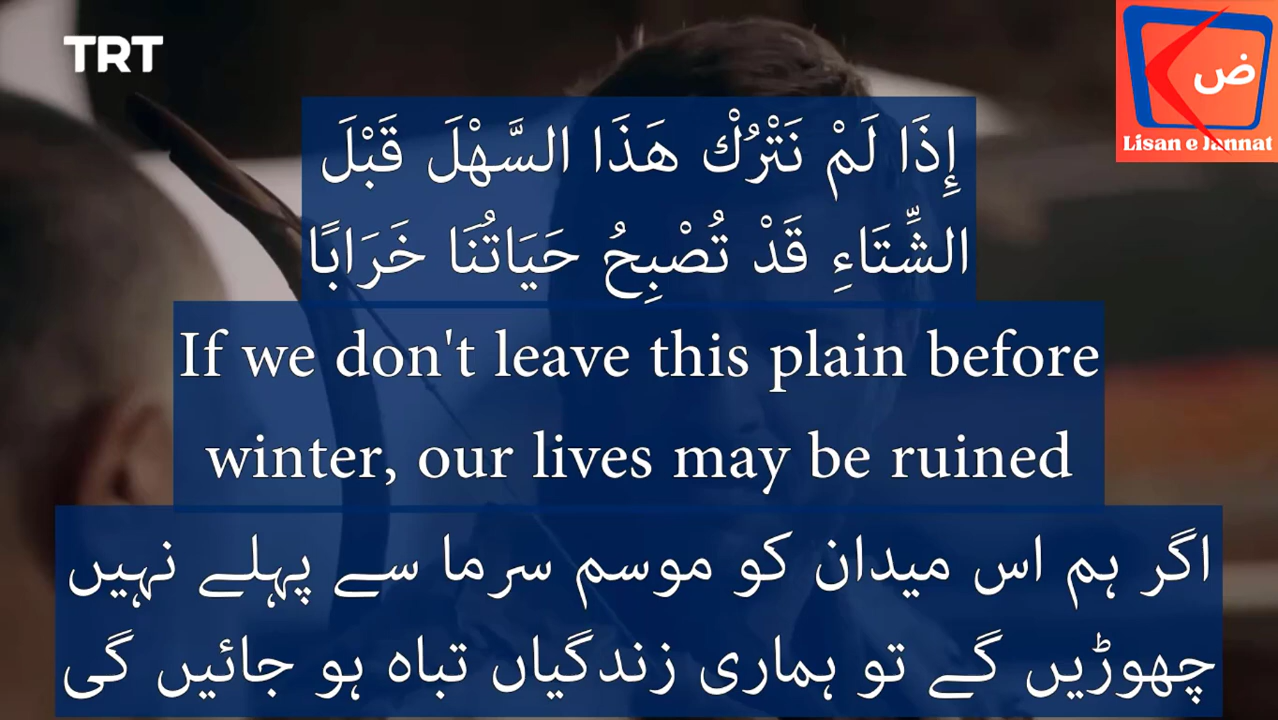 TRT
ض
Lisan e Jannat
إِذَا لَمْ نَتْرُكْ هَذَا السَّهْلَ قَبْلَ
الشِّتَاءِ قَدْ تُصْبِحُ حَيَاتُنَا خَرَابًا
If we don't leave this plain before
winter, our lives may be ruined
اگر ہم اس میدان کو موسم سرما سے پہلے نہیں
چھوڑیں گے تو ہماری زندگیاں تباہ ہو جائیں گی